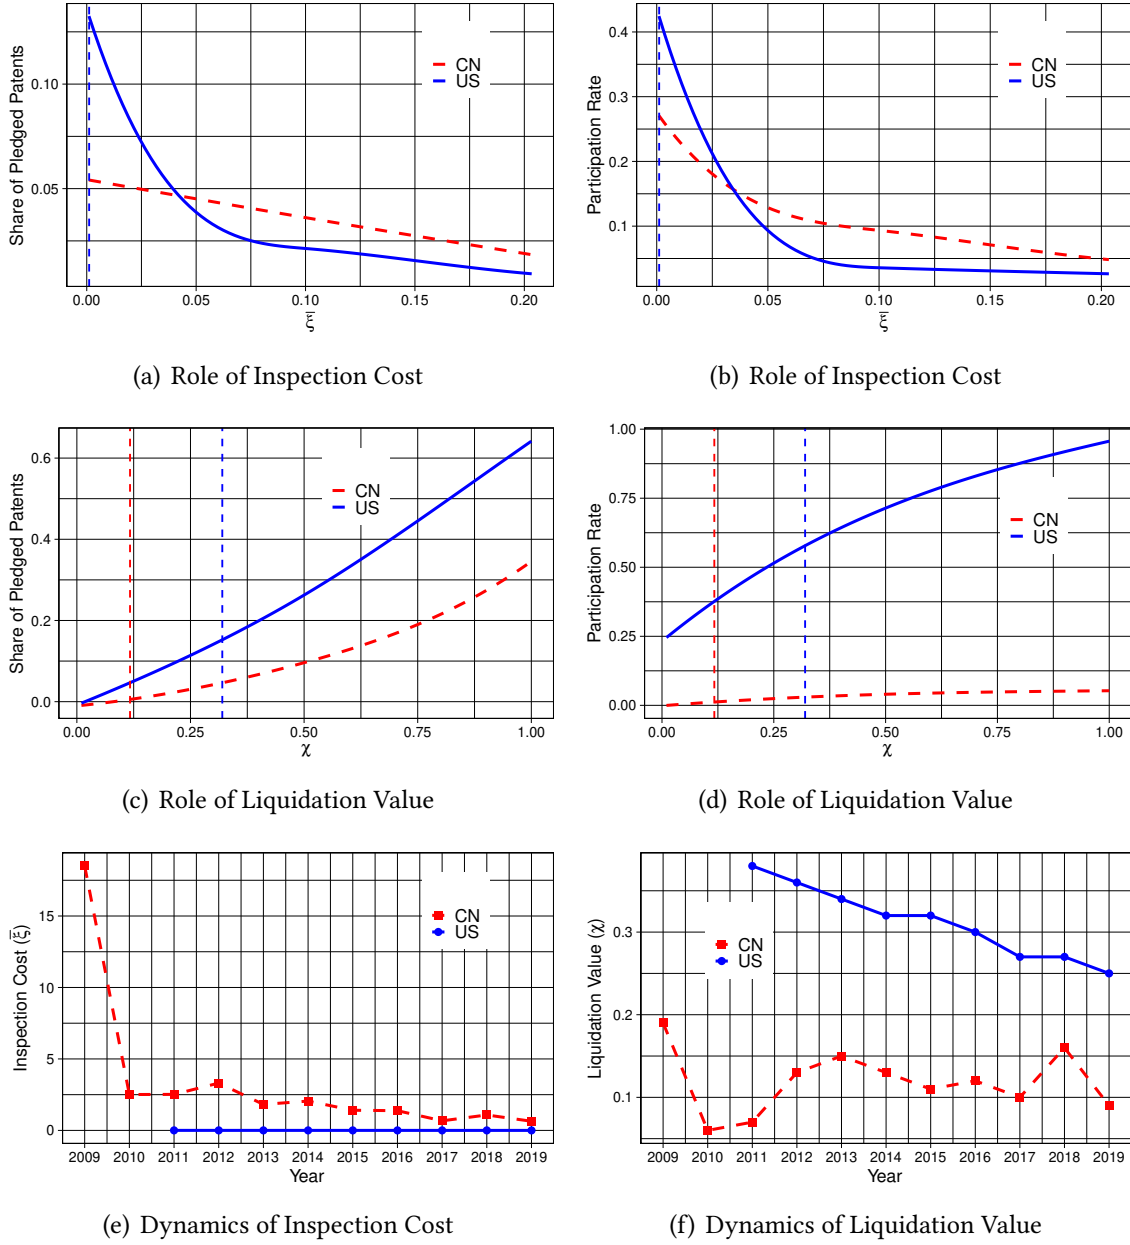 Share of Pledged Patents
0.10
0.05
CN
US
0.00 0.05 0.10 0.15 0.20
ξ̄
(a) Role of Inspection Cost
Participation Rate
0.4
0.3
0.2
0.1
CN
US
0.00 0.05 0.10 0.15 0.20
ξ̄
(b) Role of Inspection Cost
Share of Pledged Patents
0.6
0.4
0.2
0.0
CN
US
0.00 0.25 0.50 0.75 1.00
χ
(c) Role of Liquidation Value
Participation Rate
1.00
0.75
0.50
0.25
0.00
CN
US
0.00 0.25 0.50 0.75 1.00
χ
(d) Role of Liquidation Value
Inspection Cost (ξ̄)
15
10
5
0
CN
US
2009 2010 2011 2012 2013 2014 2015 2016 2017 2018 2019
Year
(e) Dynamics of Inspection Cost
Liquidation Value (χ)
0.3
0.2
0.1
CN
US
2009 2010 2011 2012 2013 2014 2015 2016 2017 2018 2019
Year
(f) Dynamics of Liquidation Value